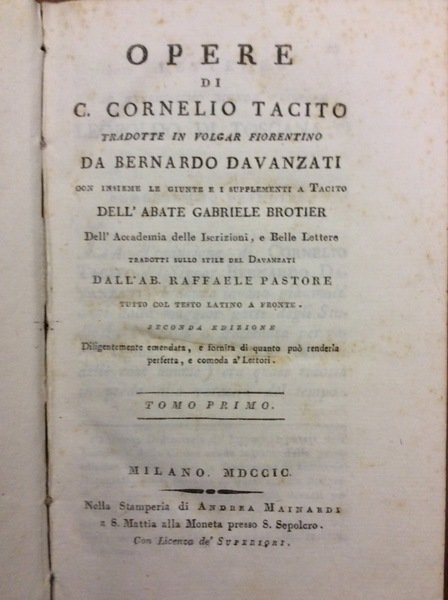 OPERE
DI
C. CORNELIO TACITO
TRADOTTE IN VOLGAR FIORENTINO
DA BERNARDO DAVANZATI
CON INSIEME LE GIUNTE E I SUPPLEMENTI A TACITO
DELL' ABATE GABRIELE BROTIER
Dell' Accademia delle Iscrizioni, e Belle Lettere
TRADOTTI SULLO STILE DEL DAVANZATI
DALL' AB. RAFFAELE PASTORE
TUTTO COL TESTO LATINO A FRONTE.
SECONDA EDIZIONE
Diligentemente emendata, e fornita di quanto può renderla
perfetta, e comoda a' Lettori.
TOMO PRIMO.
MILANO. MDCCIC.
Nella Stamperia di ANDREA MAINARDI
a S. Mattia alla Moneta presso S. Sepolcro.
Con Licenza de' SUPERIORI.